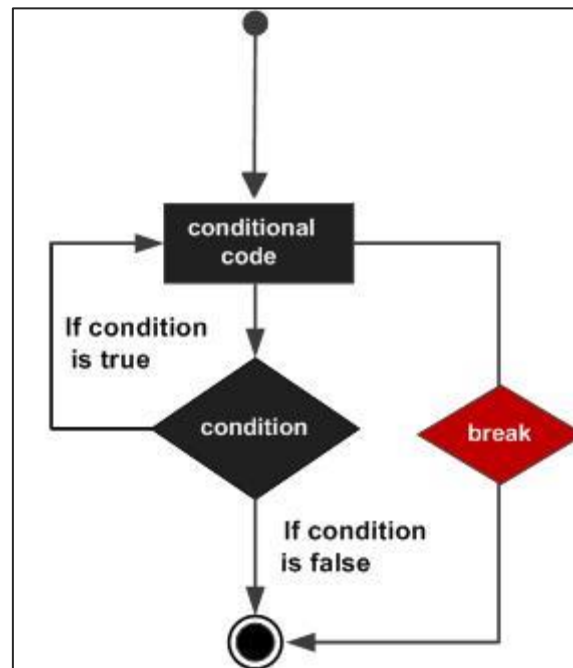 conditional
code
If condition
is true
condition
break
If condition
is false